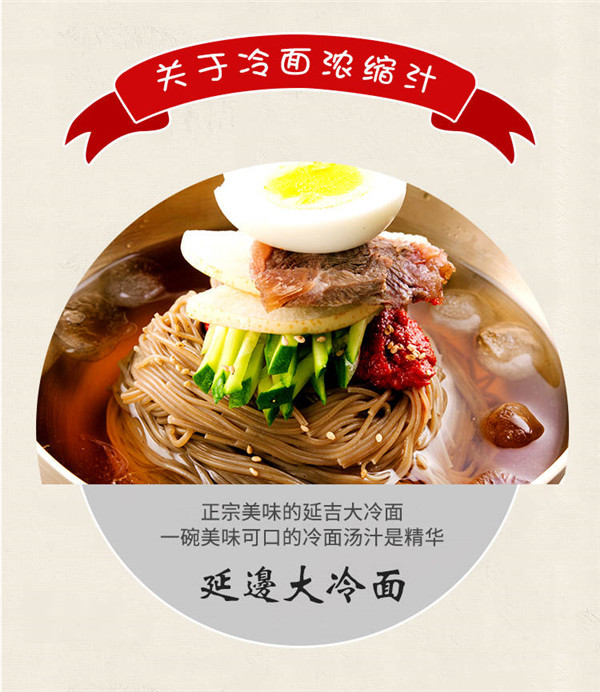 关于冷面浓缩汁
正宗美味的延吉大冷面
一碗美味可口的冷面汤汁是精华
延邊大冷面